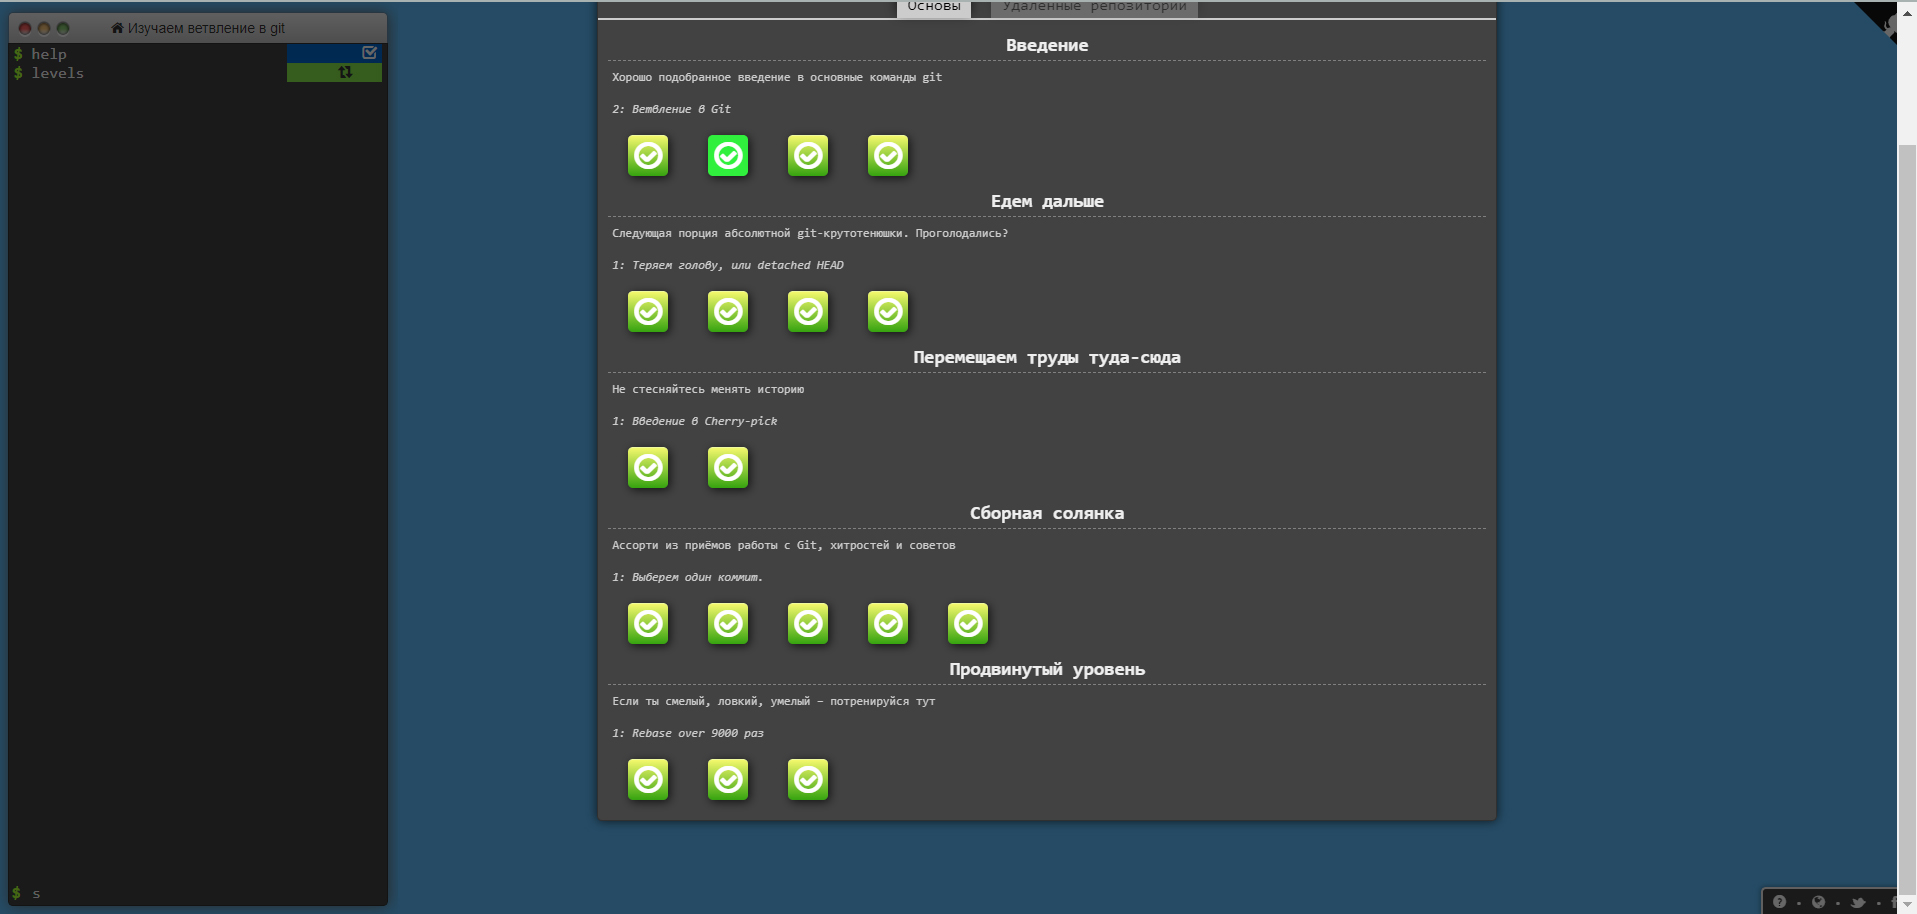 Изучаем ветвление в git
$ help
$ levels
$ s
Основы
Удаленные репозитории
Введение
Хорошо подобранное введение в основные команды git
2: Ветвление в Git
Едем дальше
Следующая порция абсолютной git-крутотенюшки. Проголодались?
1: Теряем голову, или detached HEAD
Перемещаем труды туда-сюда
Не стесняйтесь менять историю
1: Введение в Cherry-pick
Сборная солянка
Ассорти из приёмов работы с Git, хитростей и советов
1: Выберем один коммит.
Продвинутый уровень
Если ты смелый, ловкий, умелый – потренируйся тут
1: Rebase over 9000 раз